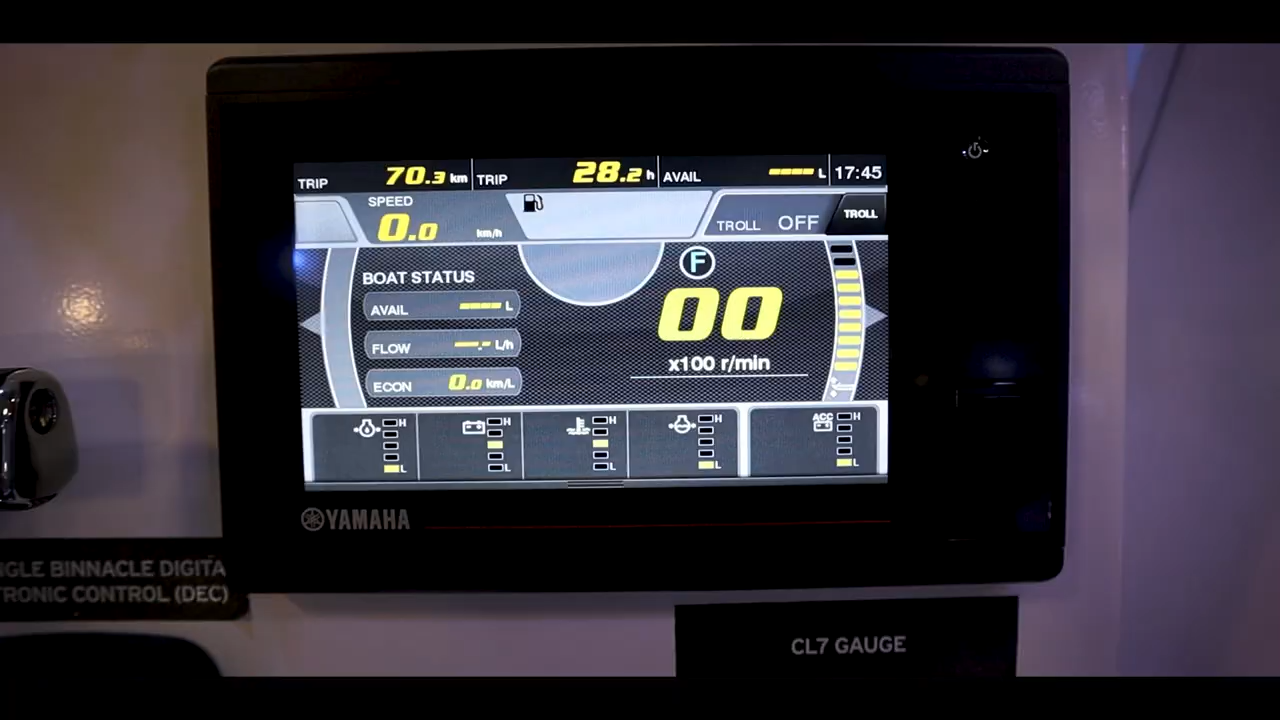 TRIP 70.3 km TRIP 28.2 h AVAIL ---- L 17:45
SPEED
0.0 km/h
TROLL OFF TROLL
BOAT STATUS
F
AVAIL ---- L
00
FLOW ---.- L/h
x100 r/min
ECON 0.0 km/L
H H H H ACC H
L L L L L
YAMAHA
NGLE BINNACLE DIGITA
TRONIC CONTROL (DEC)
CL7 GAUGE